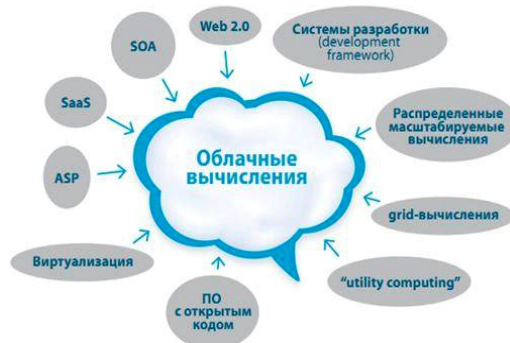 Web 2.0
Системы разработки
(development
framework)
SOA
SaaS
Распределенные
масштабируемые
вычисления
Облачные
вычисления
ASP
grid-вычисления
Виртуализация
“utility computing”
ПО
с открытым
кодом